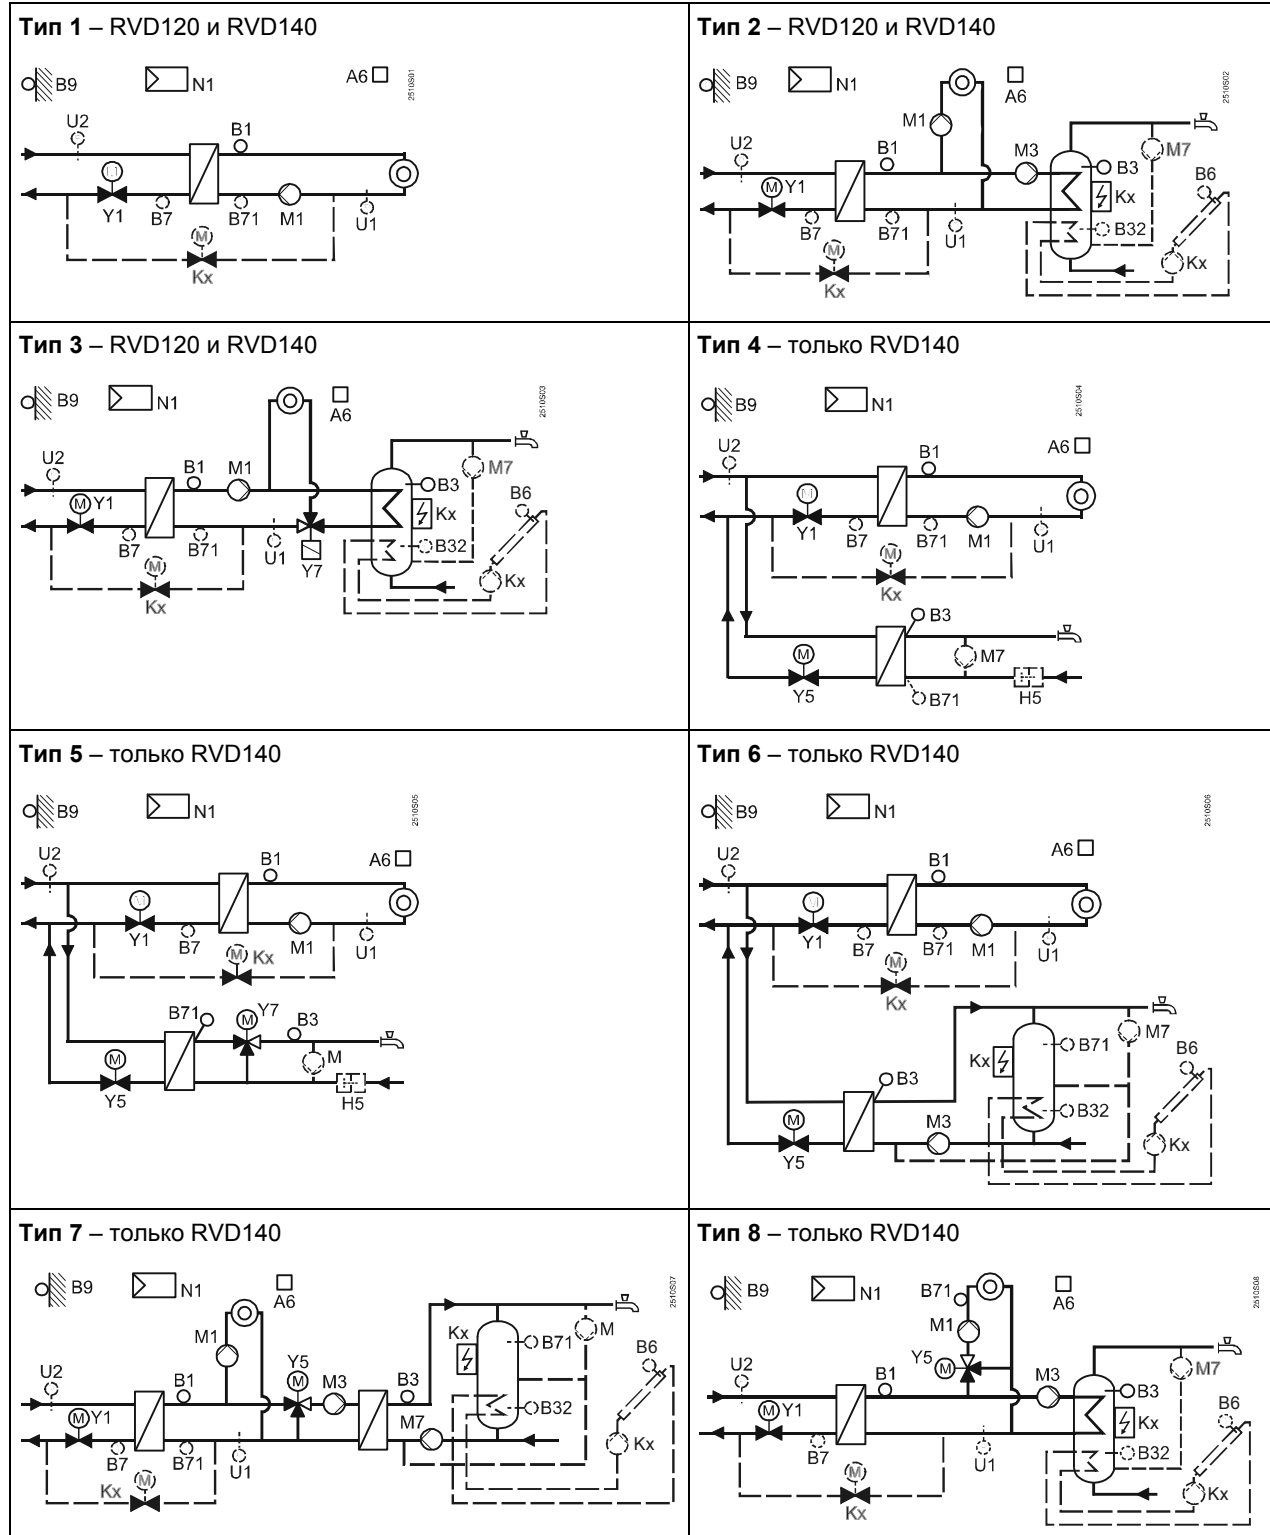 Тип 1 – RVD120 и RVD140
B9
N1
A6
2510S01
U2
B1
Y1
B7
B71
M1
U1
M
Kx
Тип 2 – RVD120 и RVD140
B9
N1
A6
2510S02
M1
U2
B1
M3
M7
B3
B6
M
Y1
Kx
B7
B71
U1
B32
M
Kx
Kx
Тип 3 – RVD120 и RVD140
B9
N1
A6
2510S03
U2
B1
M1
M7
B3
B6
M
Y1
Kx
B7
B71
U1
Y7
B32
M
Kx
Kx
Тип 4 – только RVD140
B9
N1
A6
2510S04
U2
B1
Y1
B7
B71
M1
U1
M
Kx
B3
M
M7
Y5
B71
H5
Тип 5 – только RVD140
B9
N1
A6
2510S05
U2
B1
Y1
B7
M1
U1
M
Kx
B71
M
Y7
B3
M
M
Y5
H5
Тип 6 – только RVD140
B9
N1
A6
2510S06
U2
B1
Y1
B7
B71
M1
U1
M
Kx
M7
Kx
B71
B6
B3
B32
M
M3
Kx
Y5
Тип 7 – только RVD140
B9
N1
A6
2510S07
M1
Kx
M
B71
U2
B1
Y5
M
M3
B3
B6
M
Y1
B32
M7
B7
B71
U1
Kx
Kx
M
Тип 8 – только RVD140
B9
N1
B71
A6
2510S08
M1
U2
B1
Y5
M
M3
M7
B3
B6
M
Y1
Kx
B7
U1
B32
M
Kx
Kx